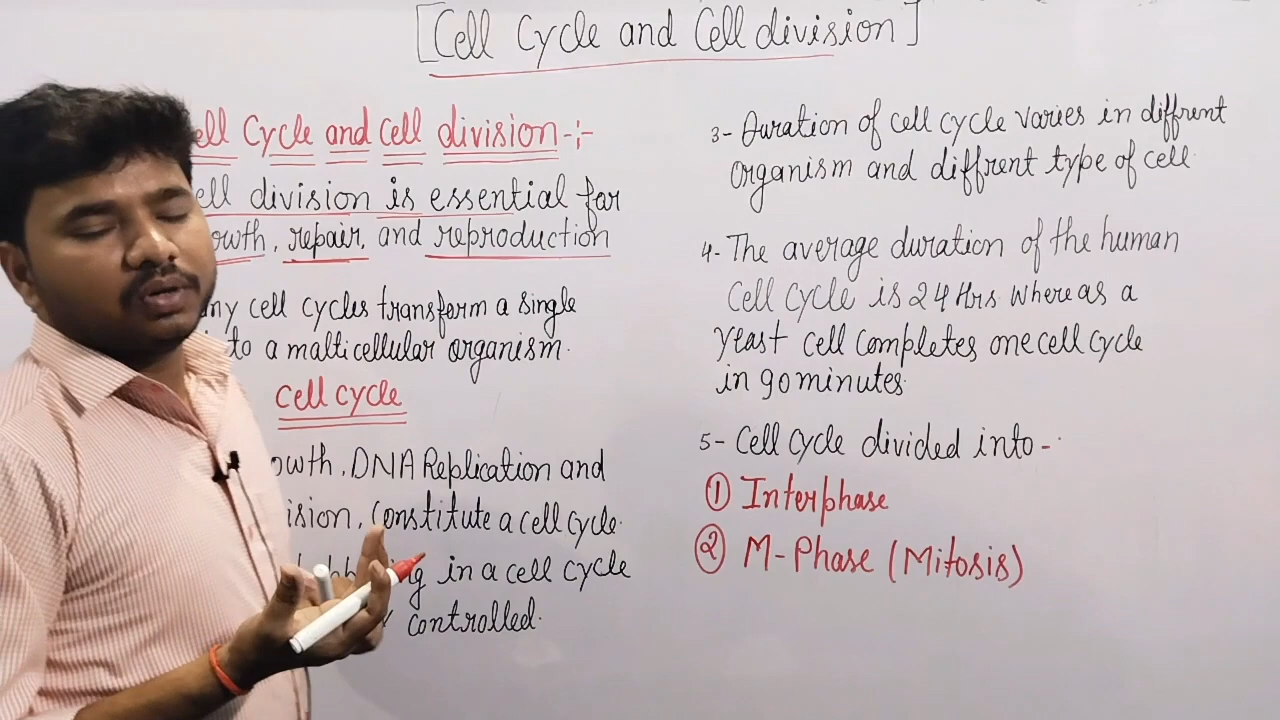 [Cell Cycle and Cell division]
ell Cycle and cell division -:-
ell division is essential for
owth, repair, and reproduction
ny cell cycles transform a single
to a malticellular organism.
Cell cycle
owth, DNA Replication and
ision, Constitute a cell cycle.
in a cell cycle
controlled.
3- Duration of cell cycle varies in diffrent
organism and diffrent type of cell.
4- The average duration of the human
Cell Cycle is 24 Hrs whereas a
yeast cell completes one cell cycle
in 90 minutes.
5- Cell Cycle divided into -
① Interphase
② M-Phase (Mitosis)